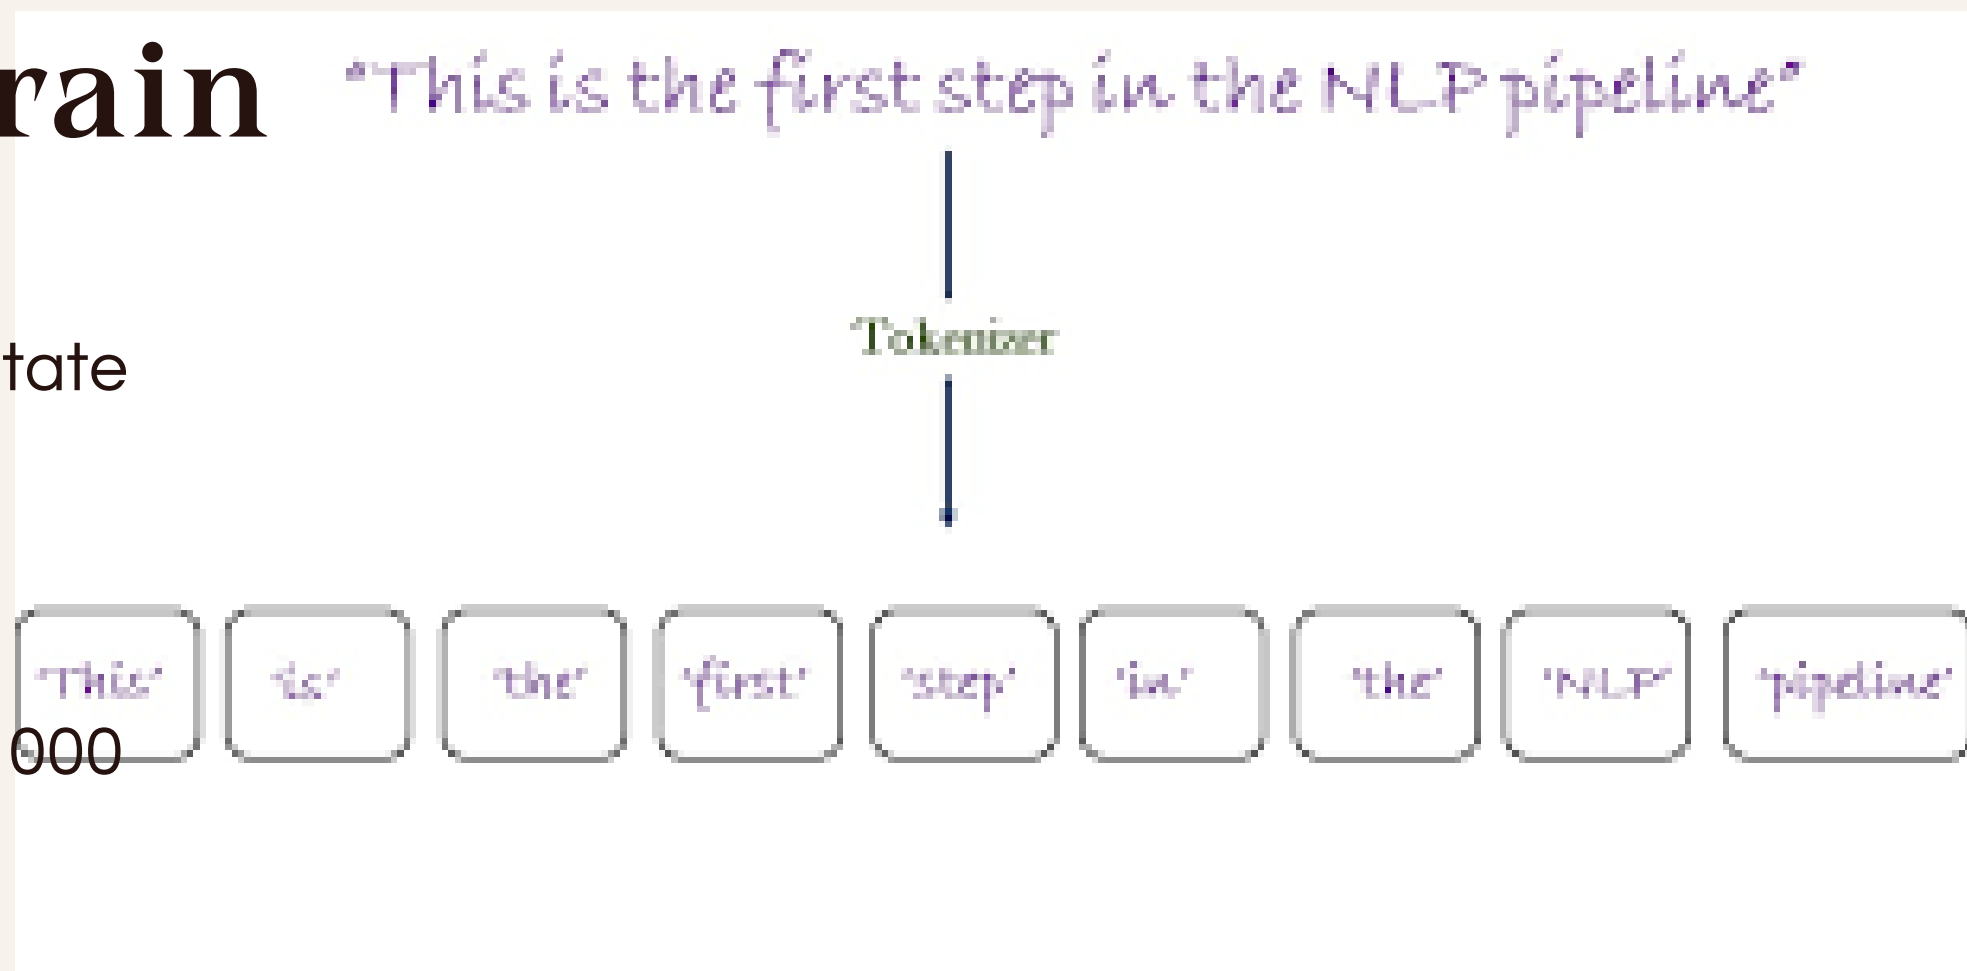 rain
"This is the first step in the NLP pipeline"
Tokenizer
tate
'This' 'is' 'the' 'first' 'step' 'in' 'the' 'NLP' 'pipeline'
000